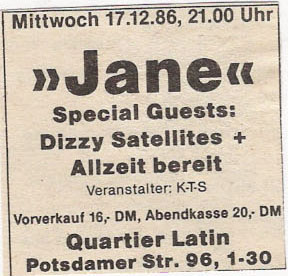 Mittwoch 17.12.86, 21.00 Uhr
»Jane«
Special Guests:
Dizzy Satellites +
Allzeit bereit
Veranstalter: K-T-S
Vorverkauf 16,- DM, Abendkasse 20,- DM
Quartier Latin
Potsdamer Str. 96, 1-30